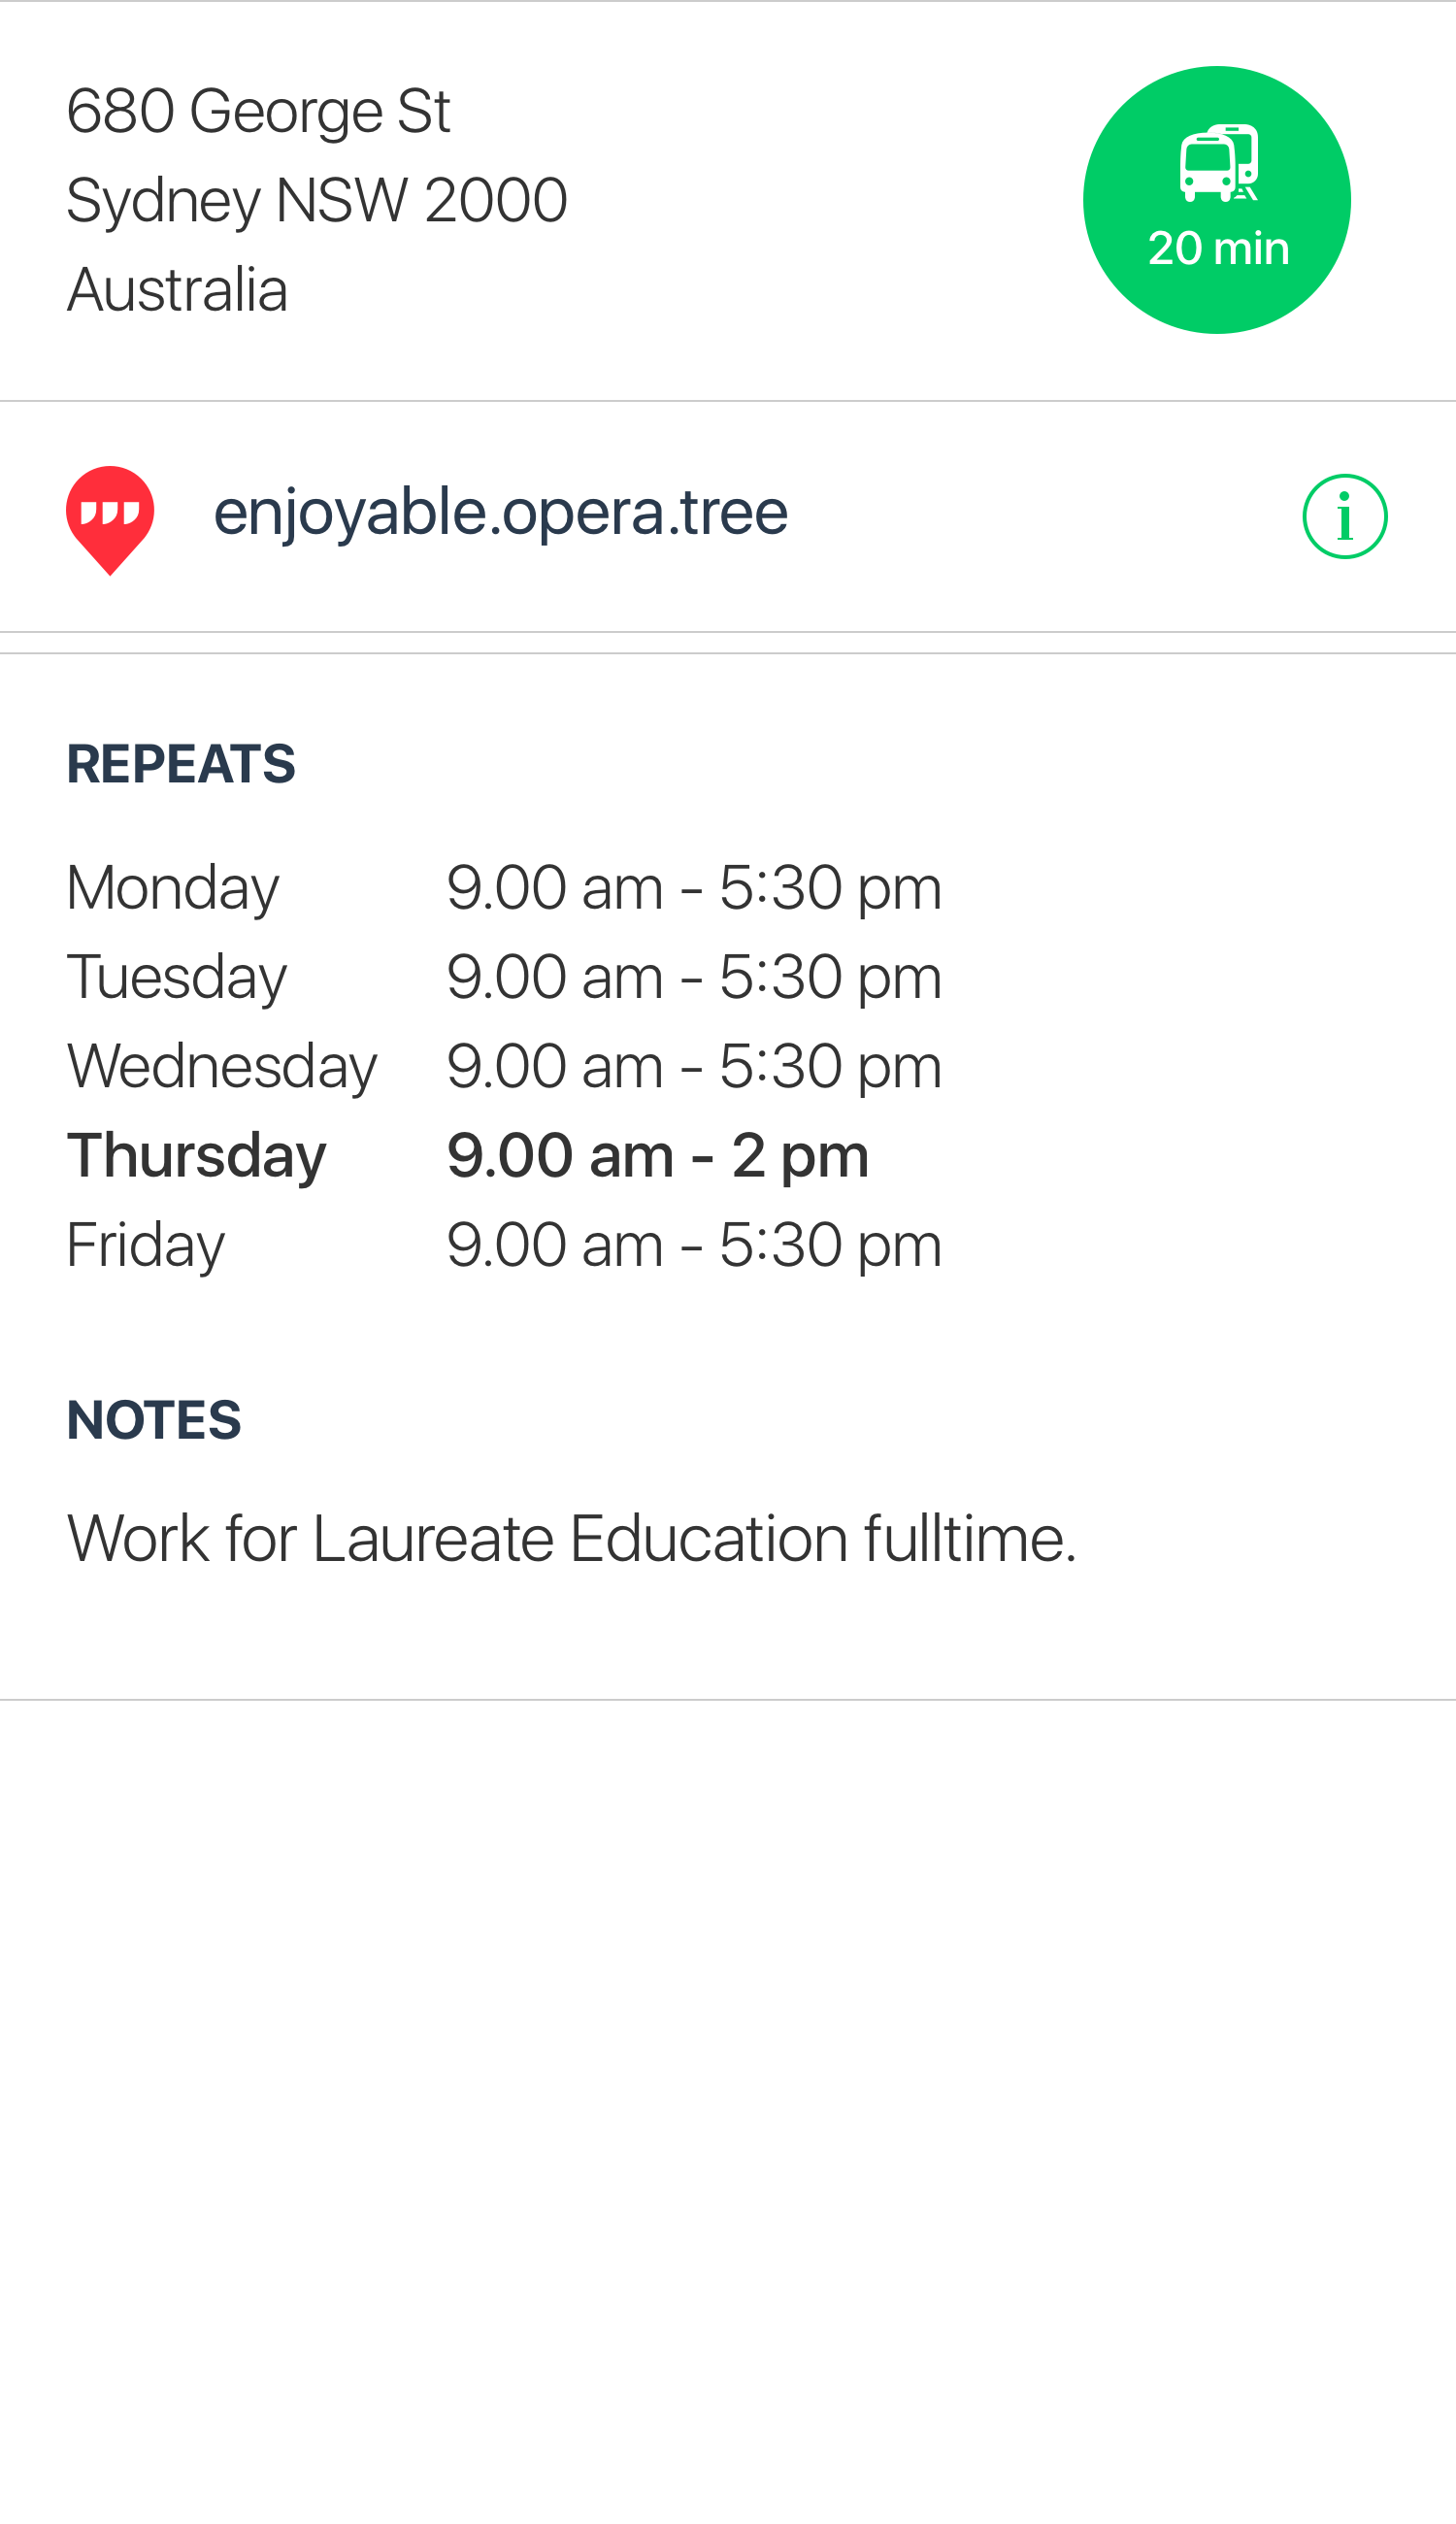 680 George St
Sydney NSW 2000
Australia
20 min
enjoyable.opera.tree
i
REPEATS
Monday 9.00 am - 5:30 pm
Tuesday 9.00 am - 5:30 pm
Wednesday 9.00 am - 5:30 pm
Thursday 9.00 am - 2 pm
Friday 9.00 am - 5:30 pm
NOTES
Work for Laureate Education fulltime.